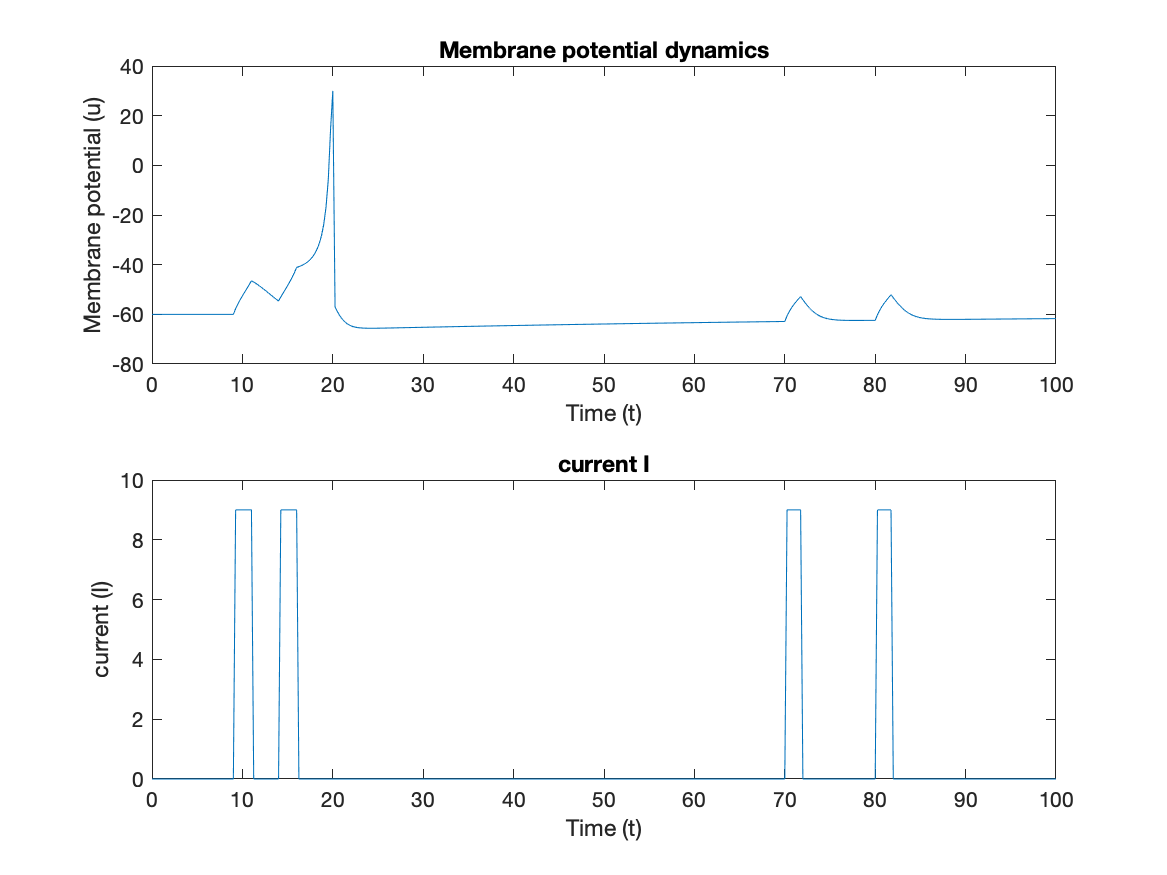 Membrane potential dynamics
Membrane potential (u)
40
20
0
-20
-40
-60
-80
0 10 20 30 40 50 60 70 80 90 100
Time (t)
current I
current (I)
10
8
6
4
2
0
0 10 20 30 40 50 60 70 80 90 100
Time (t)